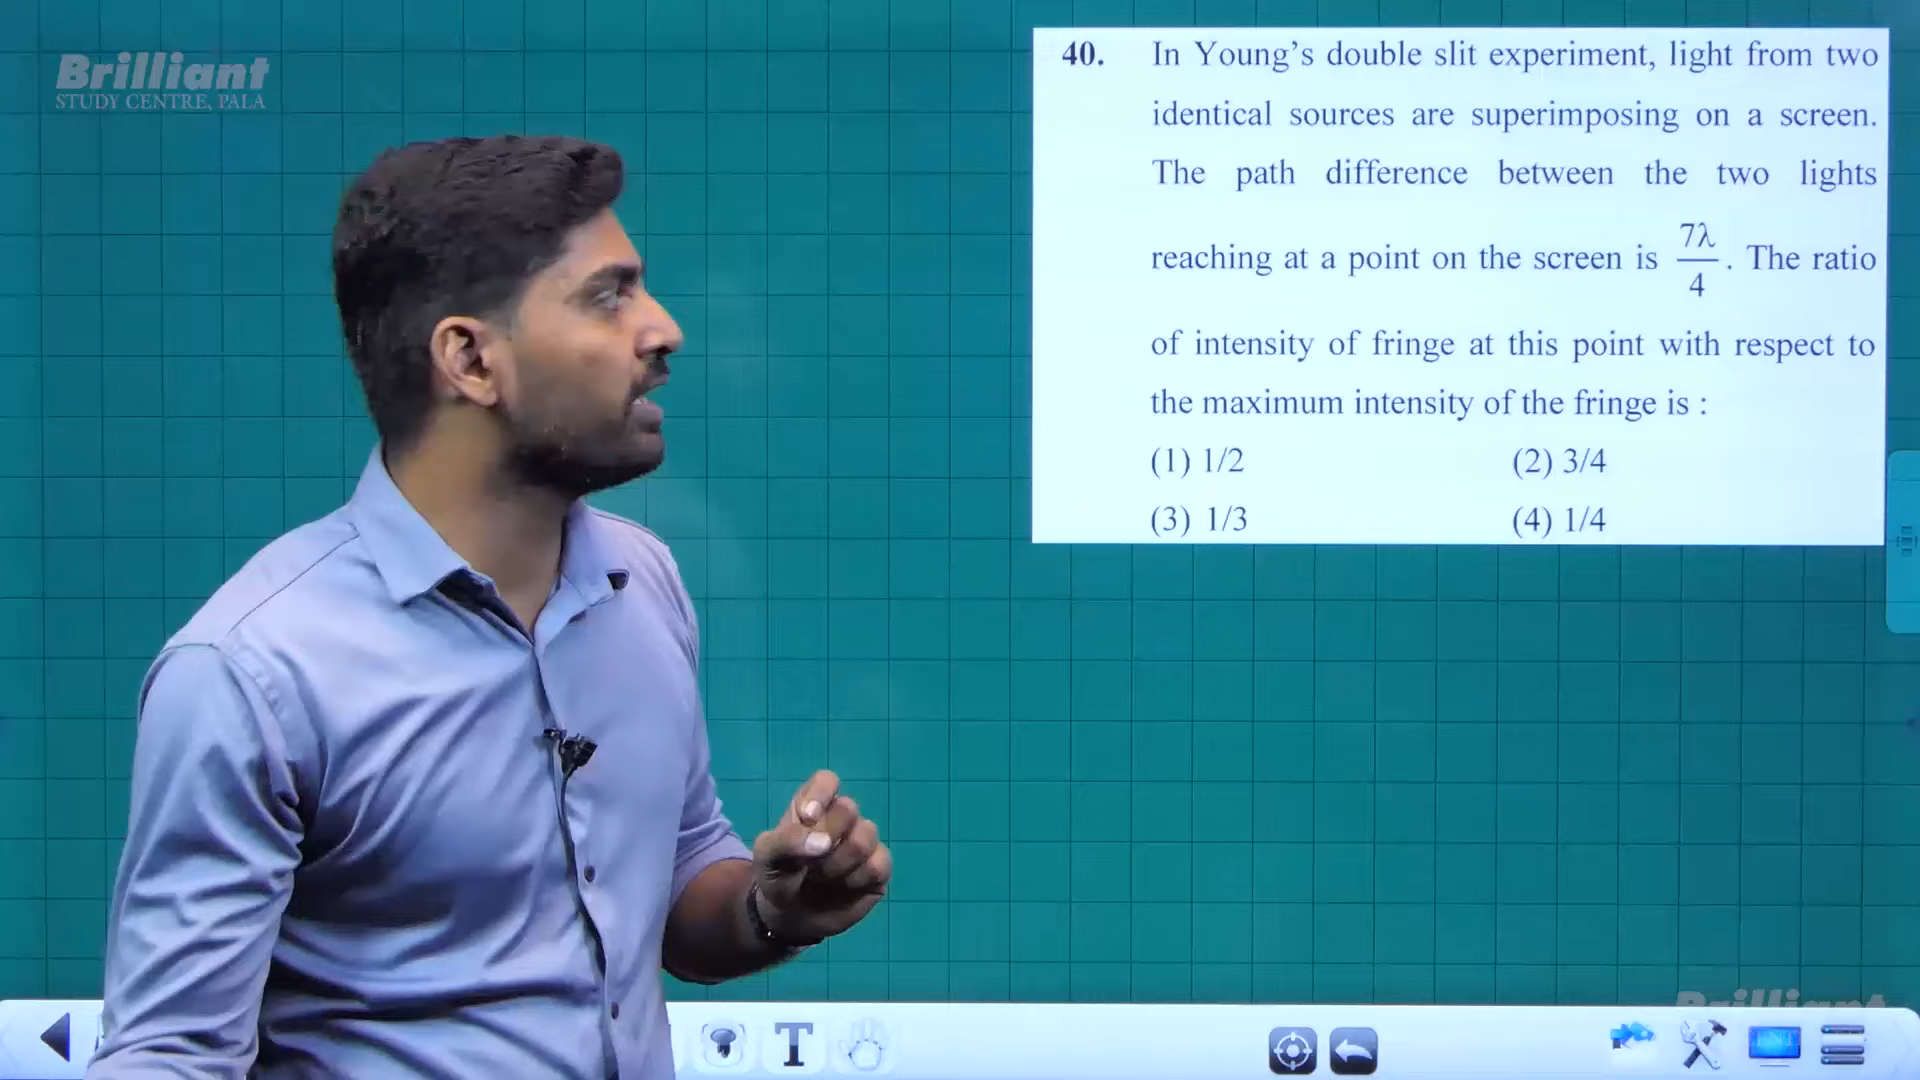 Brilliant
STUDY CENTRE, PALA
40. In Young's double slit experiment, light from two
identical sources are superimposing on a screen.
The path difference between the two lights
reaching at a point on the screen is 7λ/4. The ratio
of intensity of fringe at this point with respect to
the maximum intensity of the fringe is :
(1) 1/2 (2) 3/4
(3) 1/3 (4) 1/4
Brilliant
T